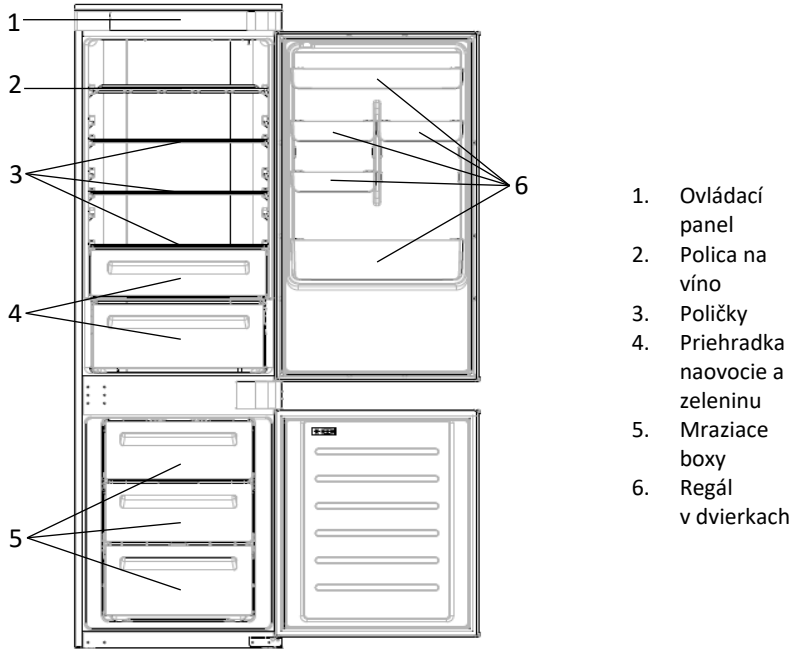 1
2
3
4
5
6
1. Ovládací
panel
2. Polica na
víno
3. Poličky
4. Priehradka
naovocie a
zeleninu
5. Mraziace
boxy
6. Regál
v dvierkach